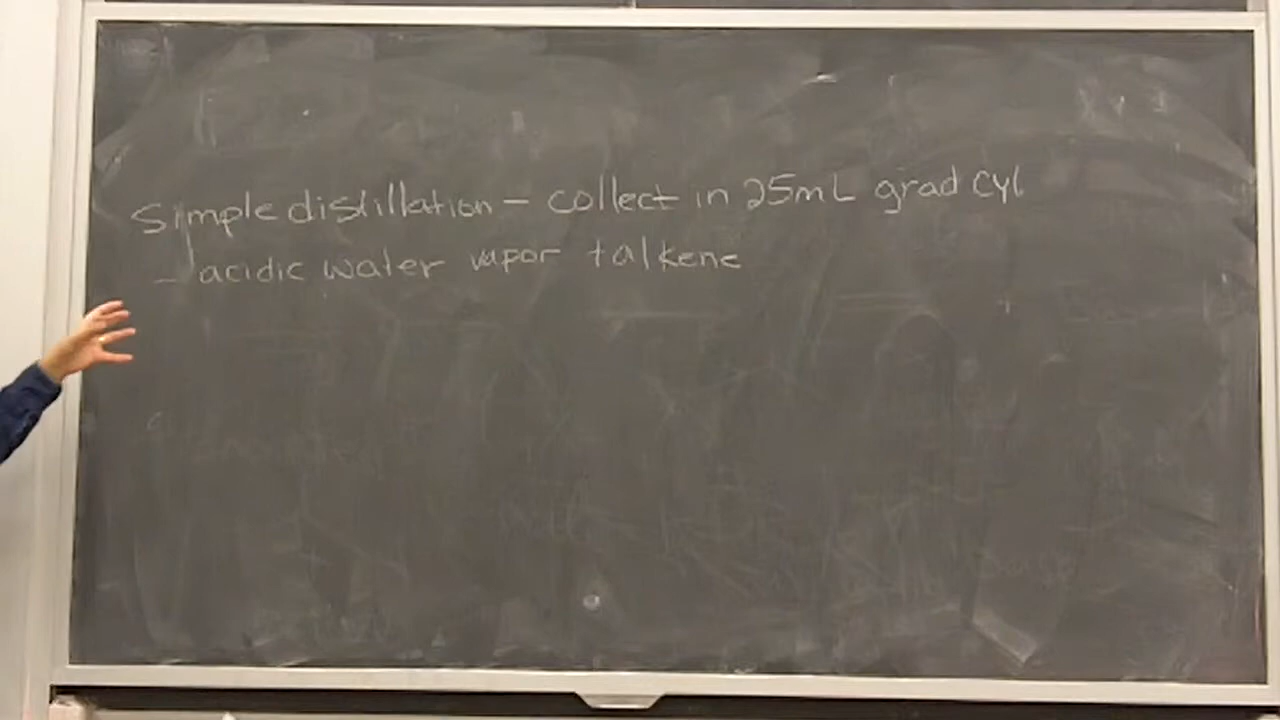 Simple distillation - collect in 25mL grad cyl
- acidic water vapor + alkene